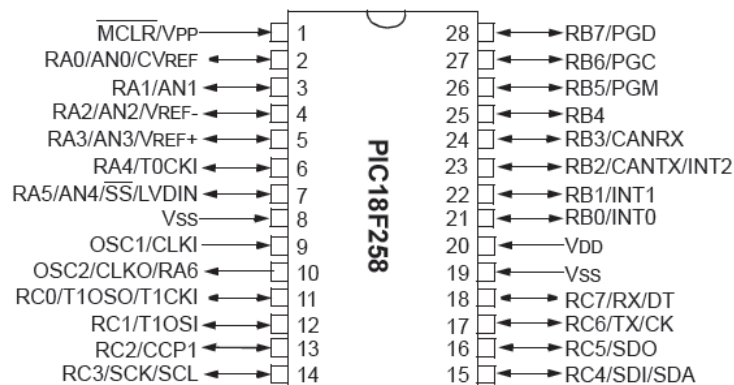 MCLR/VPP 1 28 RB7/PGD
RA0/AN0/CVREF 2 27 RB6/PGC
RA1/AN1 3 26 RB5/PGM
RA2/AN2/VREF- 4 25 RB4
RA3/AN3/VREF+ 5 24 RB3/CANRX
RA4/T0CKI 6 23 RB2/CANTX/INT2
RA5/AN4/SS/LVDIN 7 22 RB1/INT1
VSS 8 21 RB0/INT0
OSC1/CLKI 9 20 VDD
OSC2/CLKO/RA6 10 19 VSS
RC0/T1OSO/T1CKI 11 18 RC7/RX/DT
RC1/T1OSI 12 17 RC6/TX/CK
RC2/CCP1 13 16 RC5/SDO
RC3/SCK/SCL 14 15 RC4/SDI/SDA
PIC18F258